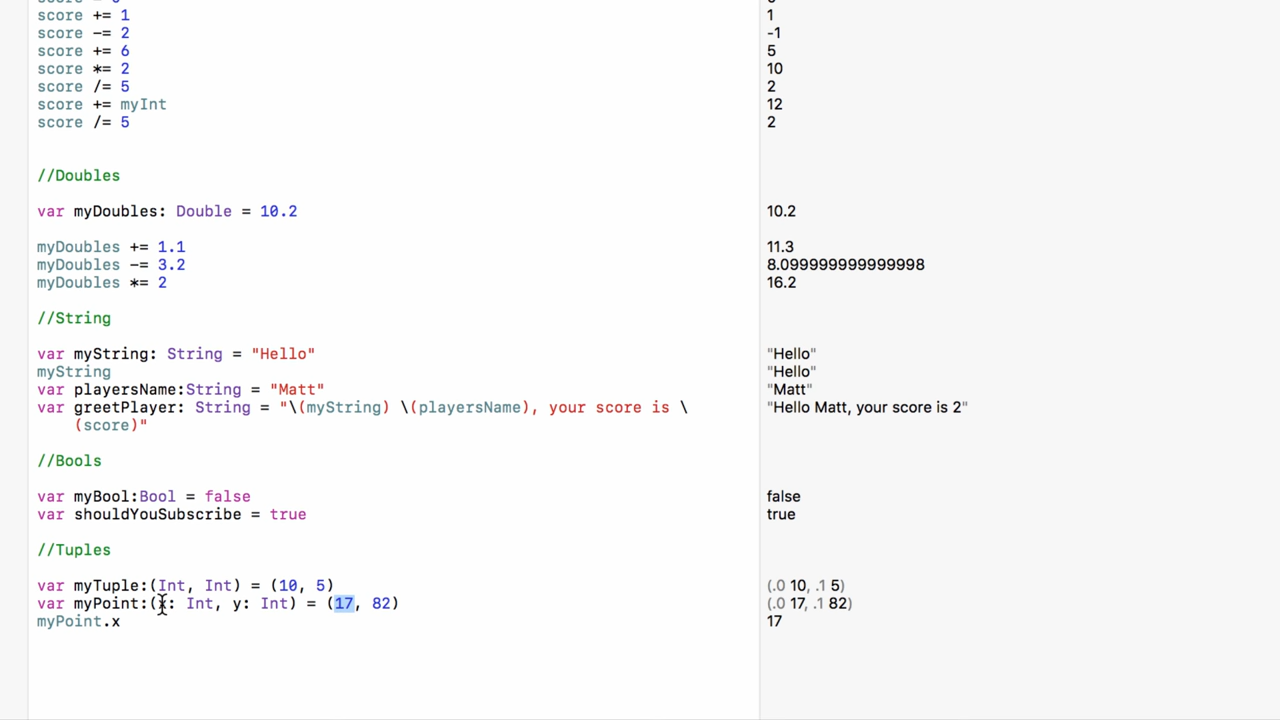 score += 1 1
score -= 2 -1
score += 6 5
score *= 2 10
score /= 5 2
score += myInt 12
score /= 5 2
//Doubles
var myDoubles: Double = 10.2 10.2
myDoubles += 1.1 11.3
myDoubles -= 3.2 8.099999999999998
myDoubles *= 2 16.2
//String
var myString: String = "Hello" "Hello"
myString "Hello"
var playersName:String = "Matt" "Matt"
var greetPlayer: String = "\(myString) \(playersName), your score is \ "Hello Matt, your score is 2"
(score)"
//Bools
var myBool:Bool = false false
var shouldYouSubscribe = true true
//Tuples
var myTuple:(Int, Int) = (10, 5) (.0 10, .1 5)
var myPoint:(x: Int, y: Int) = (17, 82) (.0 17, .1 82)
myPoint.x 17